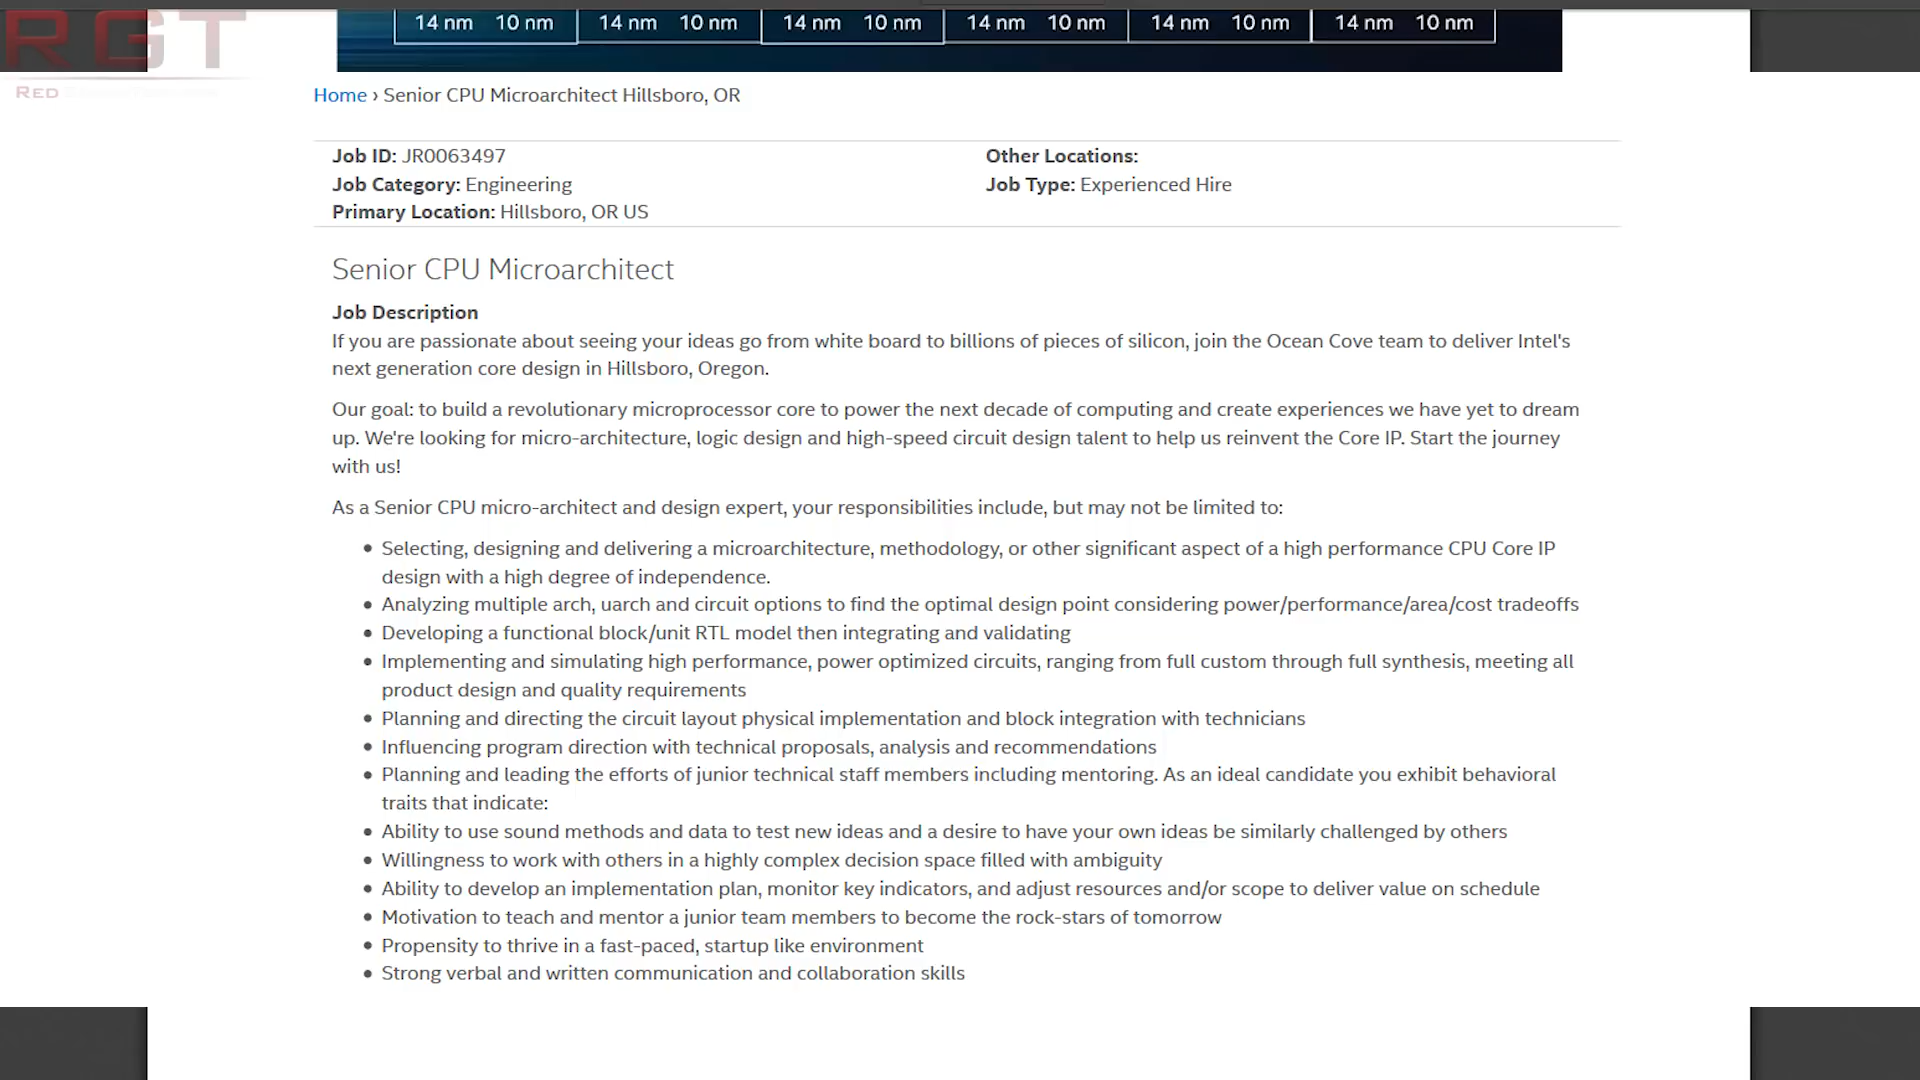 RGT
RED
14 nm 10 nm 14 nm 10 nm 14 nm 10 nm 14 nm 10 nm 14 nm 10 nm 14 nm 10 nm
Home › Senior CPU Microarchitect Hillsboro, OR
Job ID: JR0063497
Other Locations:
Job Category: Engineering
Job Type: Experienced Hire
Primary Location: Hillsboro, OR US
Senior CPU Microarchitect
Job Description
If you are passionate about seeing your ideas go from white board to billions of pieces of silicon, join the Ocean Cove team to deliver Intel's
next generation core design in Hillsboro, Oregon.
Our goal: to build a revolutionary microprocessor core to power the next decade of computing and create experiences we have yet to dream
up. We're looking for micro-architecture, logic design and high-speed circuit design talent to help us reinvent the Core IP. Start the journey
with us!
As a Senior CPU micro-architect and design expert, your responsibilities include, but may not be limited to:
• Selecting, designing and delivering a microarchitecture, methodology, or other significant aspect of a high performance CPU Core IP
design with a high degree of independence.
• Analyzing multiple arch, uarch and circuit options to find the optimal design point considering power/performance/area/cost tradeoffs
• Developing a functional block/unit RTL model then integrating and validating
• Implementing and simulating high performance, power optimized circuits, ranging from full custom through full synthesis, meeting all
product design and quality requirements
• Planning and directing the circuit layout physical implementation and block integration with technicians
• Influencing program direction with technical proposals, analysis and recommendations
• Planning and leading the efforts of junior technical staff members including mentoring. As an ideal candidate you exhibit behavioral
traits that indicate:
• Ability to use sound methods and data to test new ideas and a desire to have your own ideas be similarly challenged by others
• Willingness to work with others in a highly complex decision space filled with ambiguity
• Ability to develop an implementation plan, monitor key indicators, and adjust resources and/or scope to deliver value on schedule
• Motivation to teach and mentor a junior team members to become the rock-stars of tomorrow
• Propensity to thrive in a fast-paced, startup like environment
• Strong verbal and written communication and collaboration skills